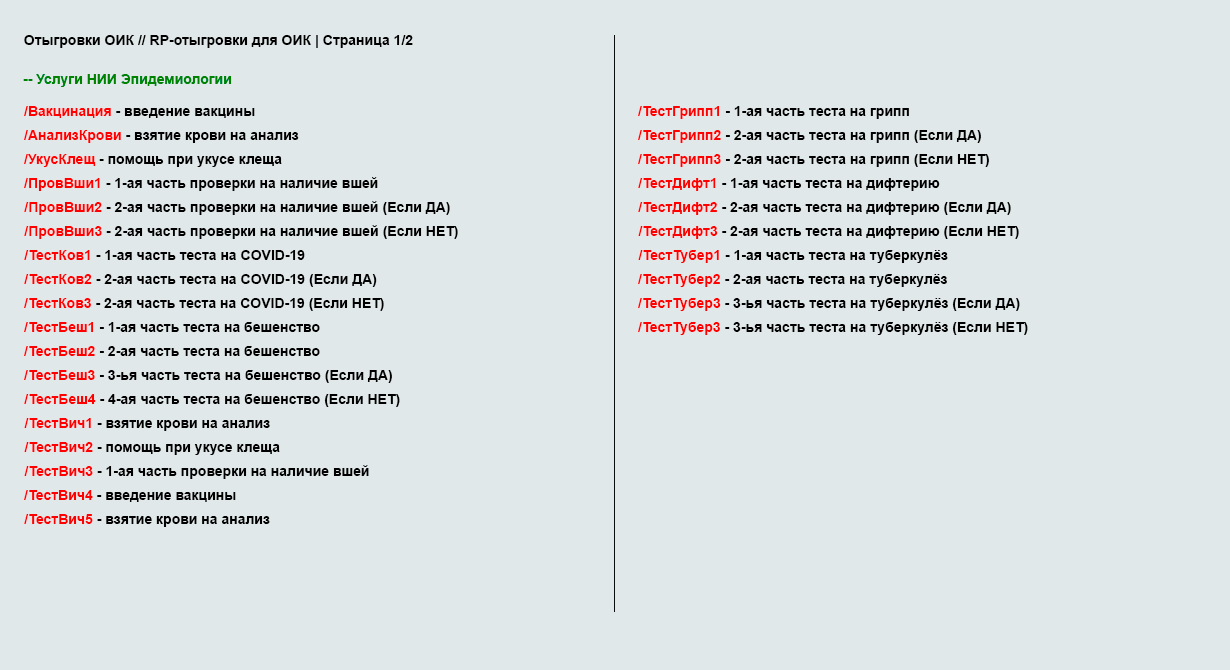 Отыгровки ОИК // RP-отыгровки для ОИК | Страница 1/2
-- Услуги НИИ Эпидемиологии
/Вакцинация - введение вакцины
/АнализКрови - взятие крови на анализ
/УкусКлещ - помощь при укусе клеща
/ПровВши1 - 1-ая часть проверки на наличие вшей
/ПровВши2 - 2-ая часть проверки на наличие вшей (Если ДА)
/ПровВши3 - 2-ая часть проверки на наличие вшей (Если НЕТ)
/ТестКов1 - 1-ая часть теста на COVID-19
/ТестКов2 - 2-ая часть теста на COVID-19 (Если ДА)
/ТестКов3 - 2-ая часть теста на COVID-19 (Если НЕТ)
/ТестБеш1 - 1-ая часть теста на бешенство
/ТестБеш2 - 2-ая часть теста на бешенство
/ТестБеш3 - 3-ья часть теста на бешенство (Если ДА)
/ТестБеш4 - 4-ая часть теста на бешенство (Если НЕТ)
/ТестВич1 - взятие крови на анализ
/ТестВич2 - помощь при укусе клеща
/ТестВич3 - 1-ая часть проверки на наличие вшей
/ТестВич4 - введение вакцины
/ТестВич5 - взятие крови на анализ
/ТестГрипп1 - 1-ая часть теста на грипп
/ТестГрипп2 - 2-ая часть теста на грипп (Если ДА)
/ТестГрипп3 - 2-ая часть теста на грипп (Если НЕТ)
/ТестДифт1 - 1-ая часть теста на дифтерию
/ТестДифт2 - 2-ая часть теста на дифтерию (Если ДА)
/ТестДифт3 - 2-ая часть теста на дифтерию (Если НЕТ)
/ТестТубер1 - 1-ая часть теста на туберкулёз
/ТестТубер2 - 2-ая часть теста на туберкулёз
/ТестТубер3 - 3-ья часть теста на туберкулёз (Если ДА)
/ТестТубер3 - 3-ья часть теста на туберкулёз (Если НЕТ)